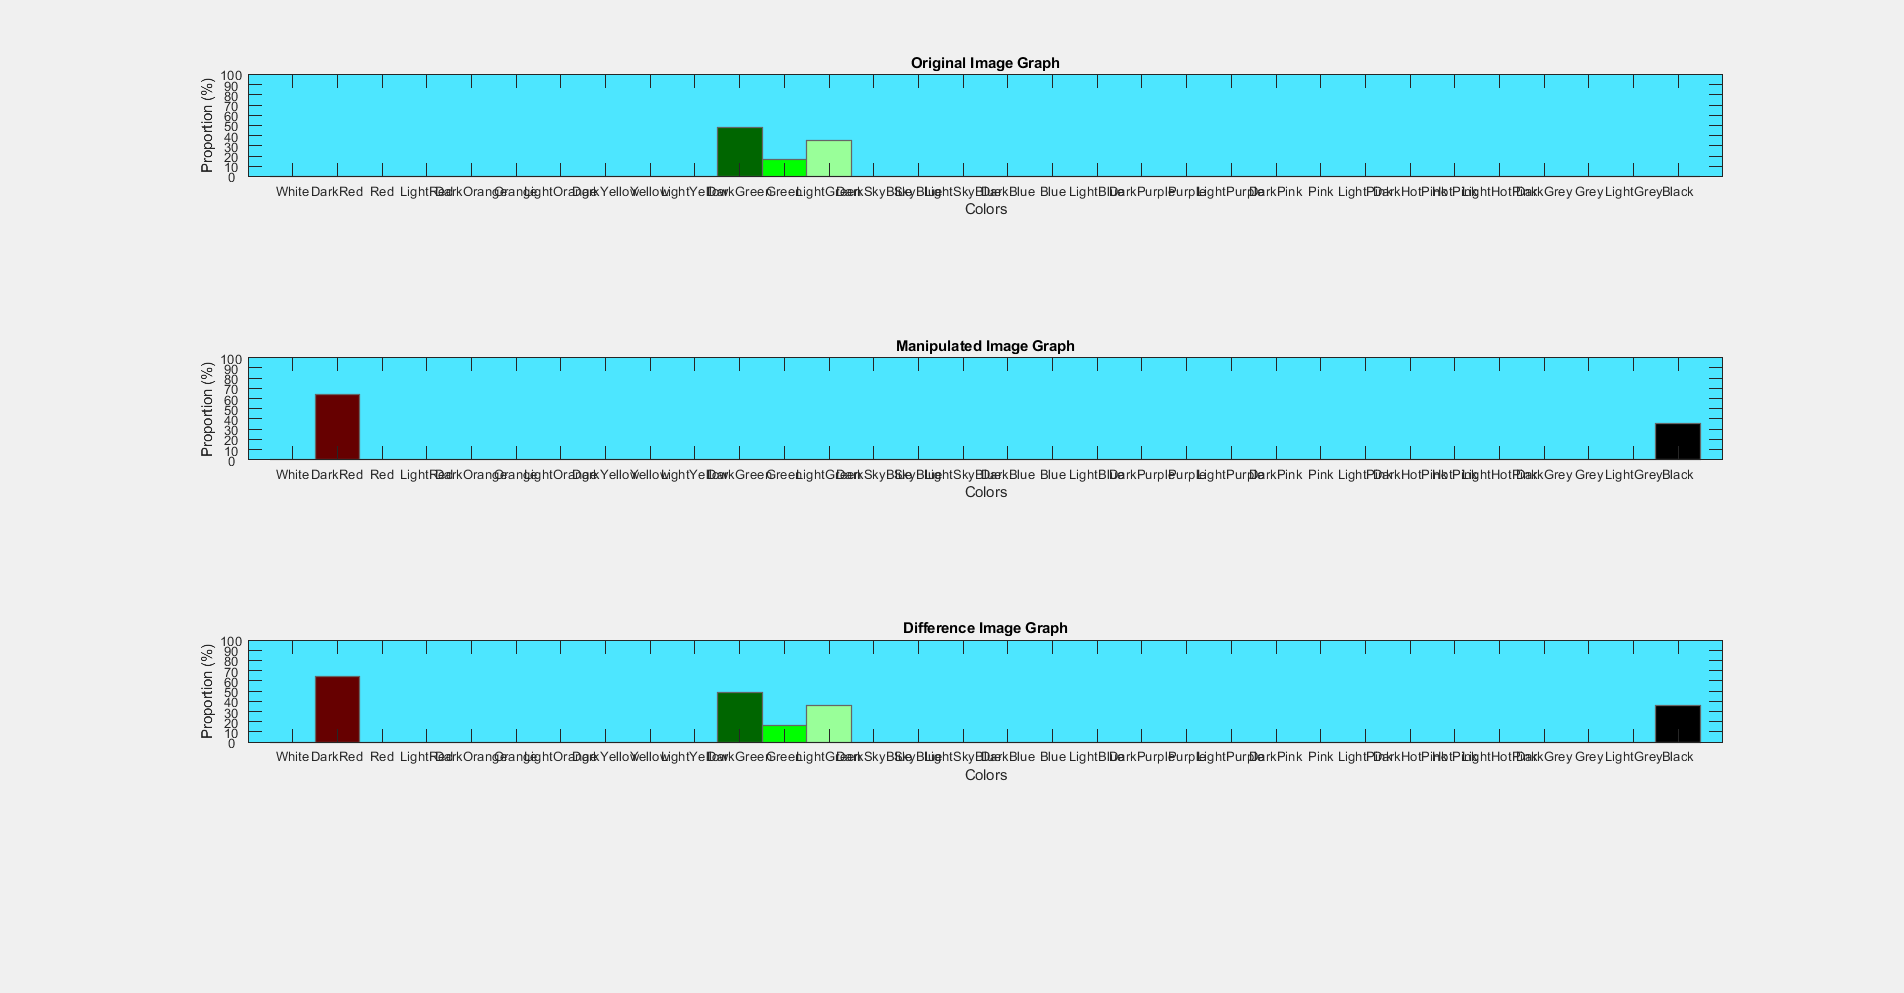 Original Image Graph
100
90
80
70
60
50
40
30
20
10
0
Proportion (%)
White DarkRed Red LightRed DarkOrange Orange LightOrange DarkYellow Yellow LightYellow DarkGreen Green LightGreen DarkSkyBlue SkyBlue LightSkyBlue DarkBlue Blue LightBlue DarkPurple Purple LightPurple DarkPink Pink LightPink DarkHotPink HotPink LightHotPink DarkGrey Grey LightGrey Black
Colors
Manipulated Image Graph
100
90
80
70
60
50
40
30
20
10
0
Proportion (%)
White DarkRed Red LightRed DarkOrange Orange LightOrange DarkYellow Yellow LightYellow DarkGreen Green LightGreen DarkSkyBlue SkyBlue LightSkyBlue DarkBlue Blue LightBlue DarkPurple Purple LightPurple DarkPink Pink LightPink DarkHotPink HotPink LightHotPink DarkGrey Grey LightGrey Black
Colors
Difference Image Graph
100
90
80
70
60
50
40
30
20
10
0
Proportion (%)
White DarkRed Red LightRed DarkOrange Orange LightOrange DarkYellow Yellow LightYellow DarkGreen Green LightGreen DarkSkyBlue SkyBlue LightSkyBlue DarkBlue Blue LightBlue DarkPurple Purple LightPurple DarkPink Pink LightPink DarkHotPink HotPink LightHotPink DarkGrey Grey LightGrey Black
Colors